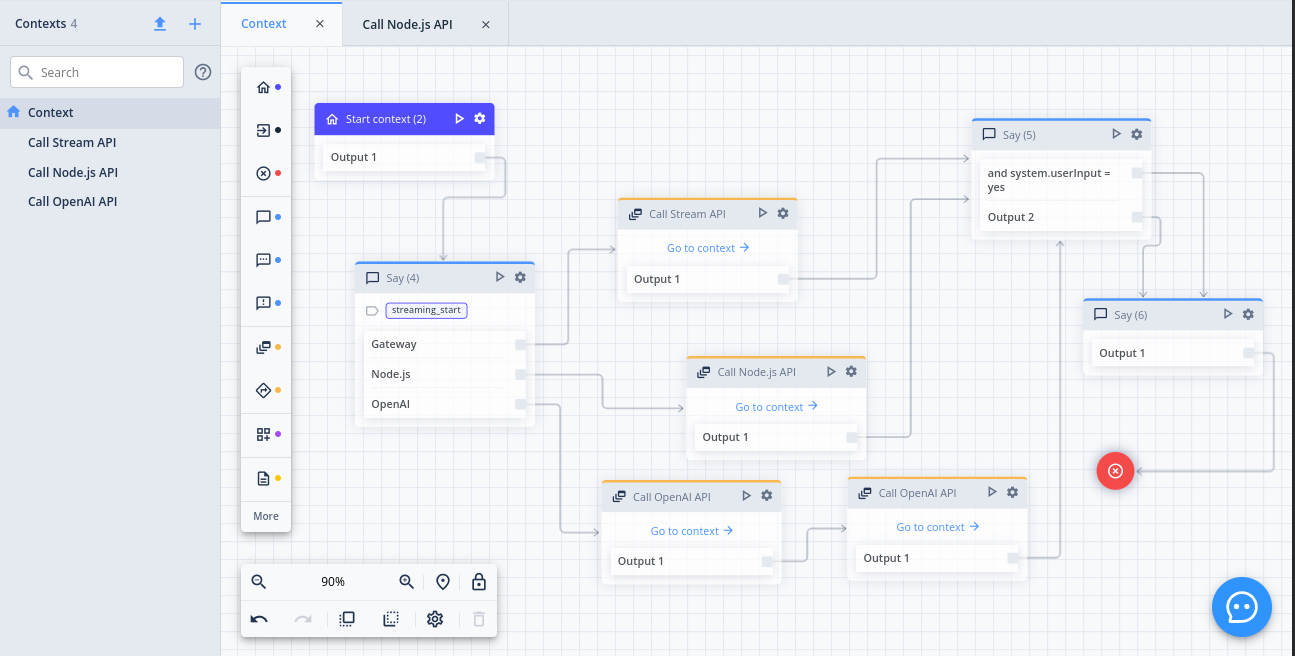 Contexts 4
Context
Call Node.js API
Search
Context
Call Stream API
Call Node.js API
Call OpenAI API
More
90%
Start context (2)
Output 1
Say (4)
streaming_start
Gateway
Node.js
OpenAI
Call Stream API
Go to context
Output 1
Call Node.js API
Go to context
Output 1
Call OpenAI API
Go to context
Output 1
Call OpenAI API
Go to context
Output 1
Say (5)
and system.userInput =
yes
Output 2
Say (6)
Output 1